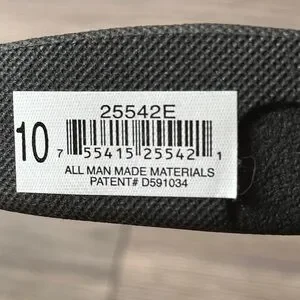 25542E
10
7 55415 25542 1
ALL MAN MADE MATERIALS
PATENT# D591034